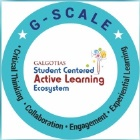 G-SCALE
GALGOTIAS
Student Centered
Active Learning
Ecosystem
• Critical Thinking • Collaboration • Engagement • Experiential Learning